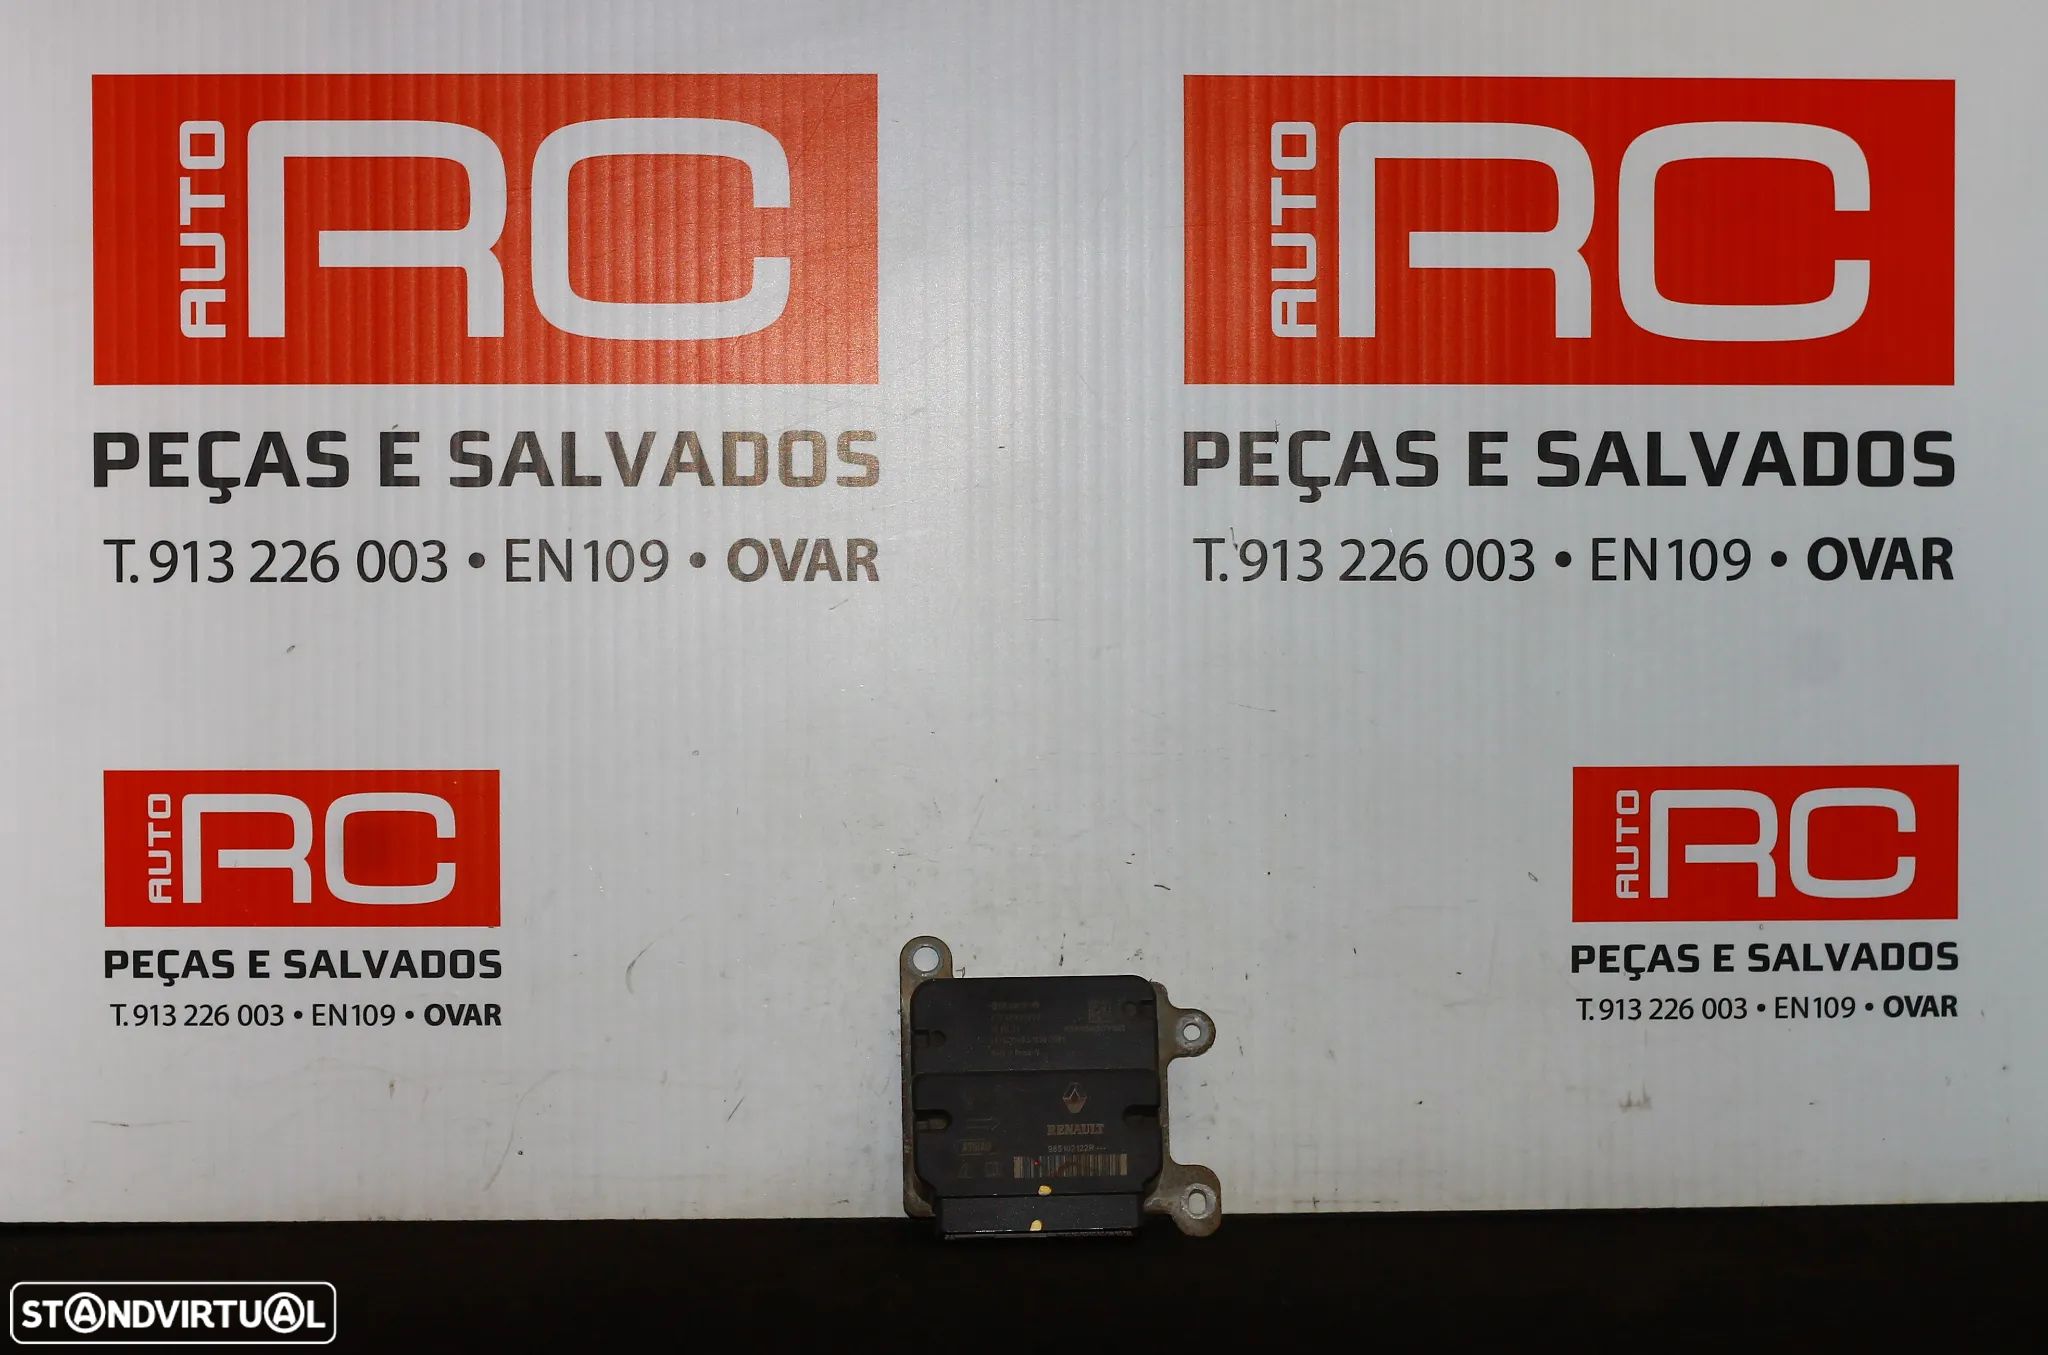 AUTO RC
PEÇAS E SALVADOS
T. 913 226 003 • EN109 • OVAR
AUTO RC
PEÇAS E SALVADOS
T. 913 226 003 • EN109 • OVAR
AUTO RC
PEÇAS E SALVADOS
T. 913 226 003 • EN109 • OVAR
AUTO RC
PEÇAS E SALVADOS
T. 913 226 003 • EN109 • OVAR
RENAULT
985102122R
AIRBAG
STANDVIRTUAL